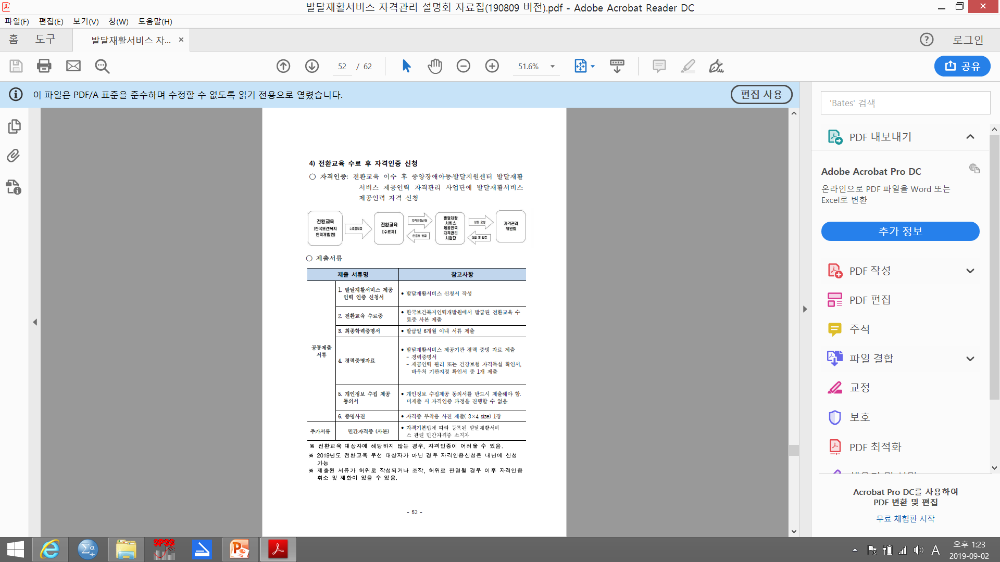 발달재활서비스 자격관리 설명회 자료집(190809 버전).pdf - Adobe Acrobat Reader DC
파일(F) 편집(E) 보기(V) 창(W) 도움말(H)
홈 도구 발달재활서비스 자... × ? 로그인
52 / 62 51.6% 공유
이 파일은 PDF/A 표준을 준수하며 수정할 수 없도록 읽기 전용으로 열렸습니다. 편집 사용
4) 전환교육 수료 후 자격인증 신청
○ 자격인증: 전환교육 이수 후 중앙장애아동·발달지원센터 발달재활
서비스 제공인력 자격관리 사업단에 발달재활서비스
제공인력 자격 신청
전환교육
[한국보건복지
인력개발원]
수료증발급
전환교육
[수료자]
자격인증신청
인증서 발급
발달재활
서비스
제공인력
자격관리
사업단
심의 요청
심의 및 의결
자격관리
위원회
○ 제출서류
제출 서류명 참고사항
공통제출
서류
1. 발달재활서비스 제공
인력 인증 신청서
• 발달재활서비스 신청서 작성
2. 전환교육 수료증
• 한국보건복지인력개발원에서 발급된 전환교육 수
료증 사본 제출
3. 최종학력증명서
• 발급일 6개월 이내 서류 제출
4. 경력증명자료
• 발달재활서비스 제공기관 경력 증빙 자료 제출
- 경력증명서
- 제공인력 관리 또는 건강보험 자격득실 확인서,
바우처 기관지정 확인서 중 1개 제출
5. 개인정보 수집 제공
동의서
• 개인정보 수집제공 동의서를 반드시 제출해야 함.
미제출 시 자격인증 과정을 진행할 수 없음.
6. 증명사진
• 자격증 부착용 사진 제출( 3×4 size) 1장
추가서류
민간자격증 (사본)
• 자격기본법에 따라 등록된 발달재활서비
스 관련 민간자격증 소지자
※ 전환교육 대상자에 해당하지 않는 경우, 자격인증이 어려울 수 있음.
※ 2019년도 전환교육 우선 대상자가 아닌 경우 자격인증신청은 내년에 신청
가능
※ 제출된 서류가 허위로 작성되거나 조작, 허위로 판명될 경우 이후 자격인증
취소 및 제한이 있을 수 있음.
- 52 -
'Bates' 검색
PDF 내보내기
Adobe Acrobat Pro DC
온라인으로 PDF 파일을 Word 또는
Excel로 변환
추가 정보
PDF 작성
PDF 편집
주석
파일 결합
교정
보호
PDF 최적화
Acrobat Pro DC를 사용하여
PDF 변환 및 편집
무료 체험판 시작
SPSS
A
오후 1:23
2019-09-02